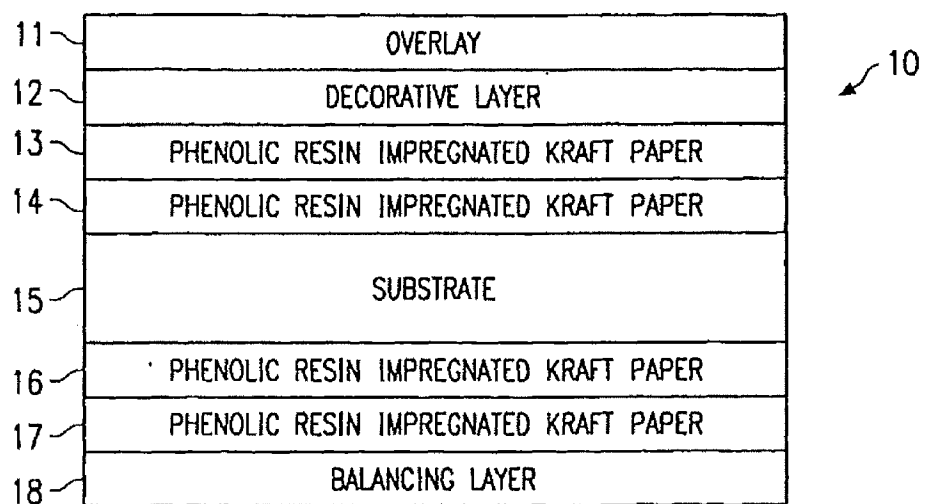 11 OVERLAY
10
12 DECORATIVE LAYER
13 PHENOLIC RESIN IMPREGNATED KRAFT PAPER
14 PHENOLIC RESIN IMPREGNATED KRAFT PAPER
15 SUBSTRATE
16 PHENOLIC RESIN IMPREGNATED KRAFT PAPER
17 PHENOLIC RESIN IMPREGNATED KRAFT PAPER
18 BALANCING LAYER